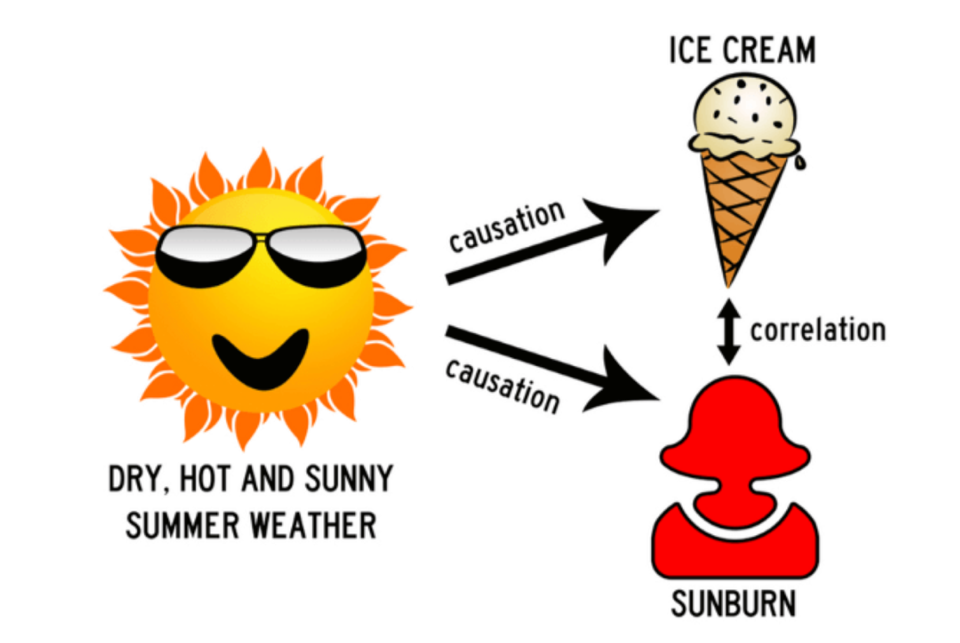 ICE CREAM
causation
correlation
causation
DRY, HOT AND SUNNY
SUMMER WEATHER
SUNBURN